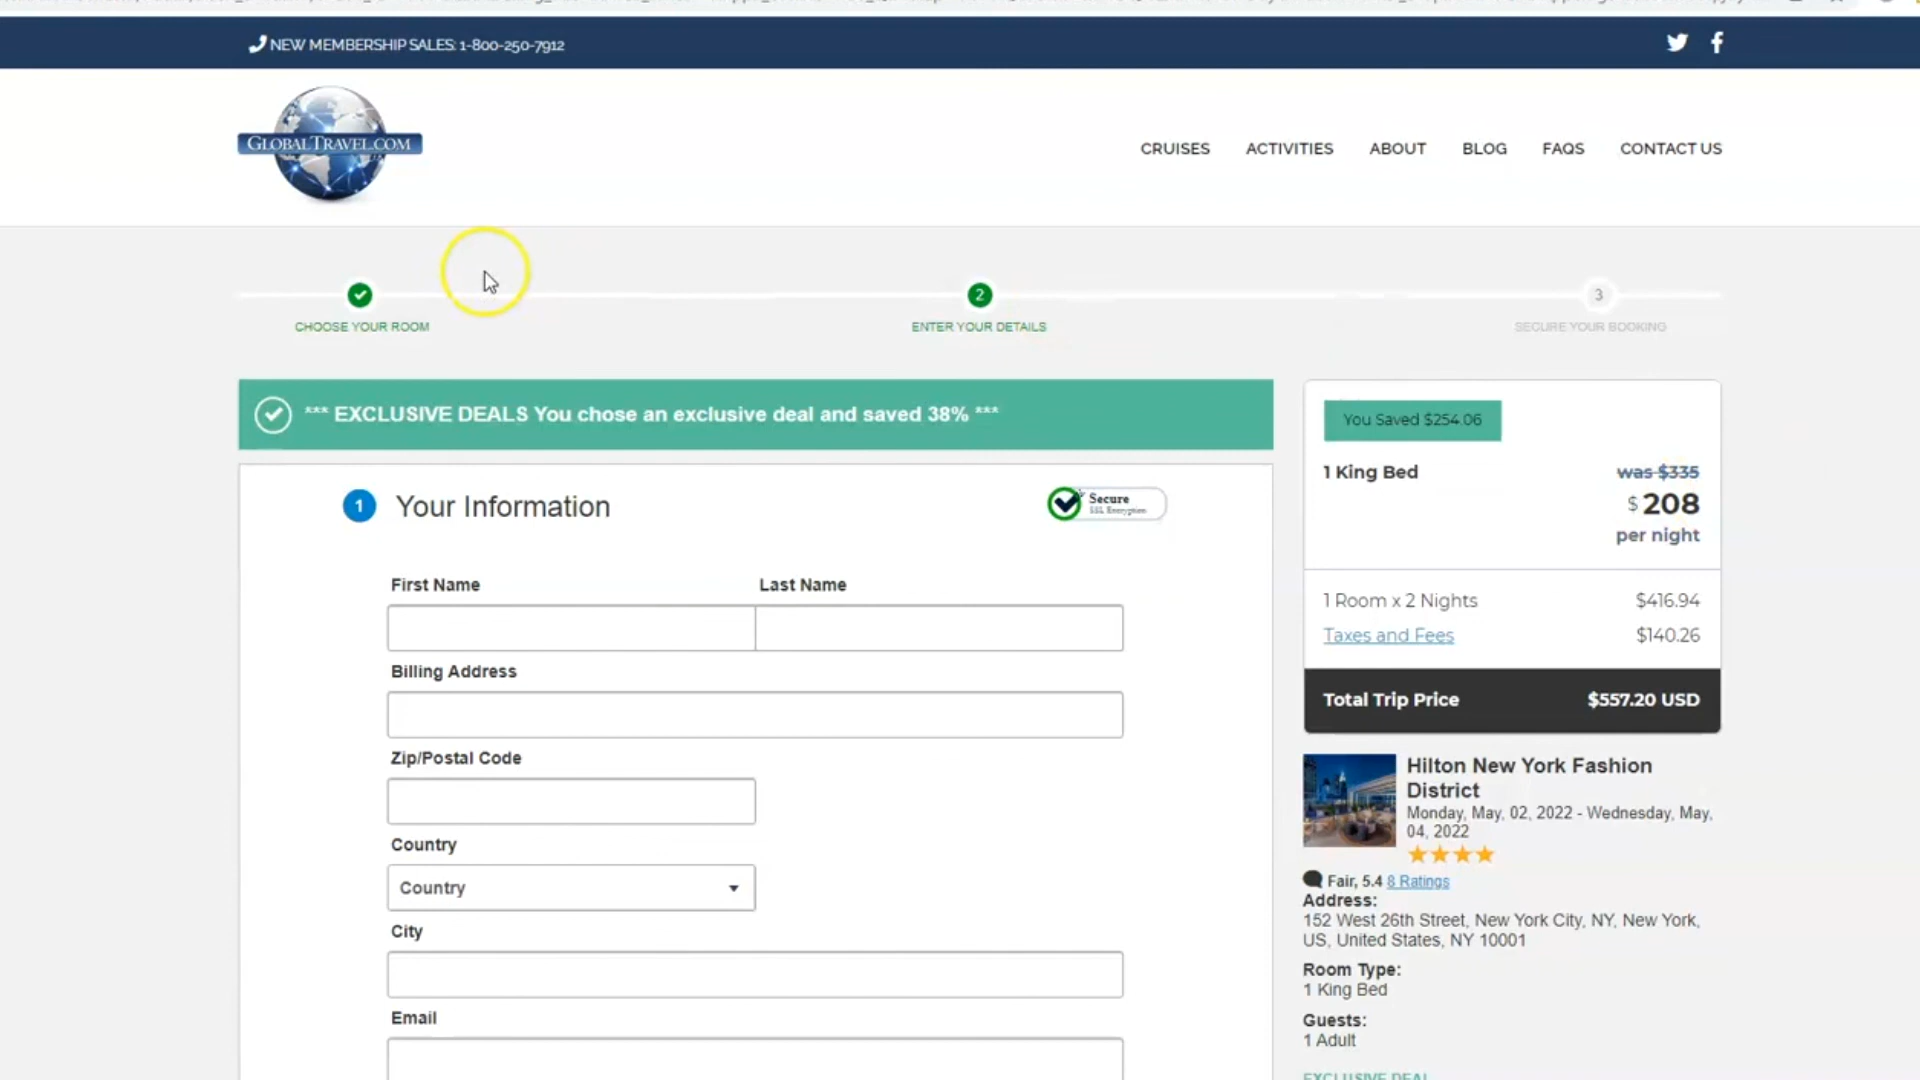 NEW MEMBERSHIP SALES: 1-800-250-7912
GLOBALTRAVEL.COM
CRUISES ACTIVITIES ABOUT BLOG FAQS CONTACT US
2
3
CHOOSE YOUR ROOM
ENTER YOUR DETAILS
SECURE YOUR BOOKING
*** EXCLUSIVE DEALS You chose an exclusive deal and saved 38% ***
1 Your Information
Secure
SSL Encryption
First Name
Last Name
Billing Address
Zip/Postal Code
Country
Country
City
Email
You Saved $254.06
1 King Bed
was $335
$ 208
per night
1 Room x 2 Nights $416.94
Taxes and Fees $140.26
Total Trip Price $557.20 USD
Hilton New York Fashion
District
Monday, May, 02, 2022 - Wednesday, May,
04, 2022
Fair, 5.4 8 Ratings
Address:
152 West 26th Street, New York City, NY, New York,
US, United States, NY 10001
Room Type:
1 King Bed
Guests:
1 Adult
EXCLUSIVE DEAL